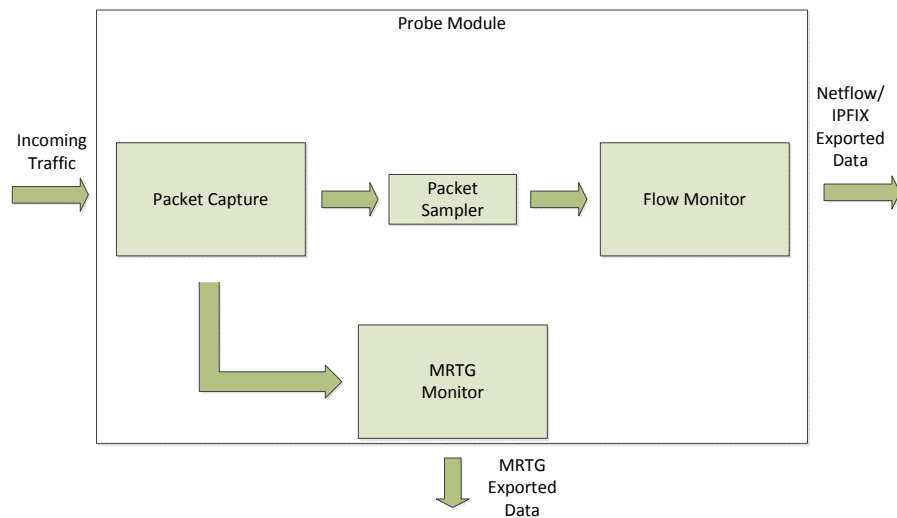 Probe Module
Incoming
Traffic
Packet Capture
Packet
Sampler
Flow Monitor
Netflow/
IPFIX
Exported
Data
MRTG
Monitor
MRTG
Exported
Data